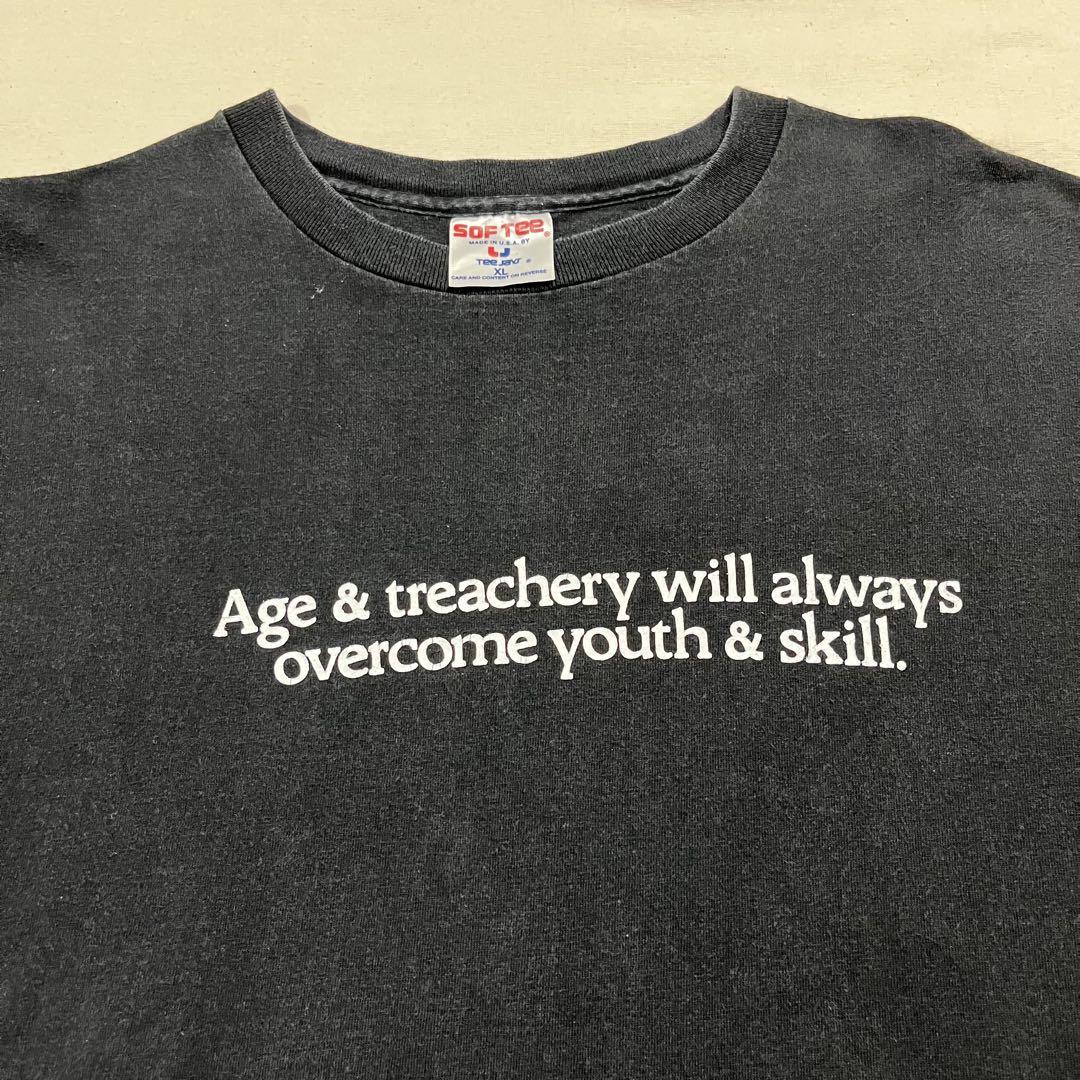 SOFTEE®
MADE IN U.S.A. BY
Tee Jays ®
XL
CARE AND CONTENT ON REVERSE
Age & treachery will always
overcome youth & skill.